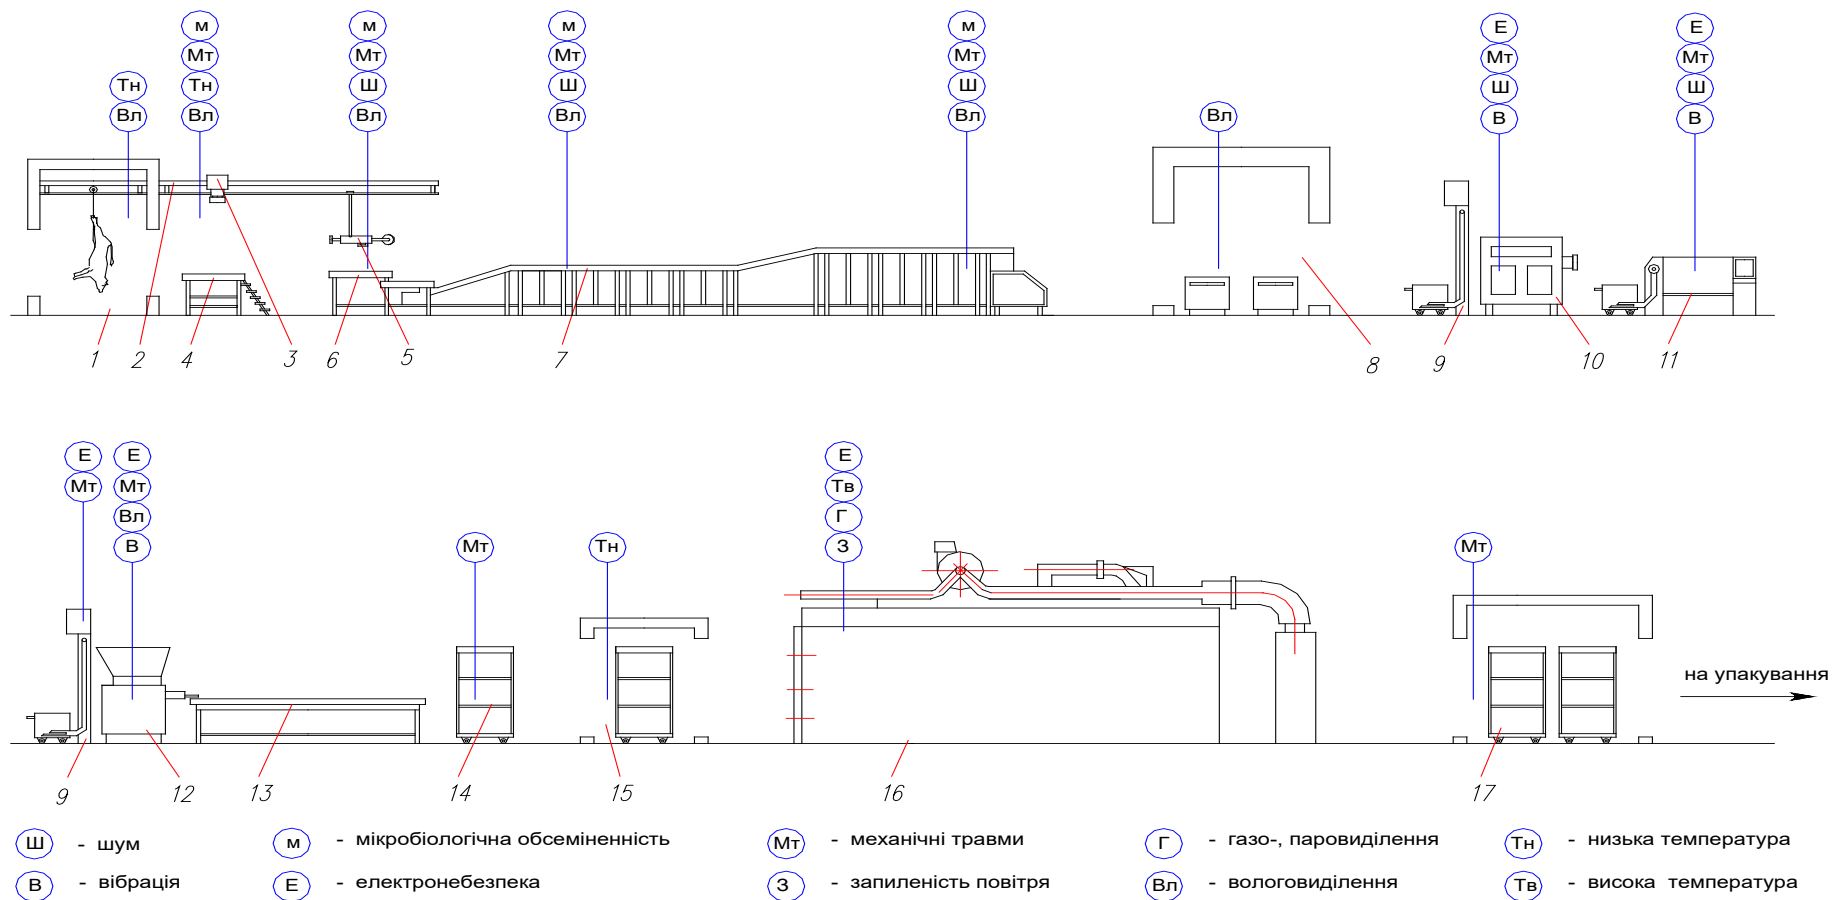 м м м м Е Е
Мт Мт Мт Мт Мт Мт
Тн Тн Ш Ш Ш Ш Ш
Вл Вл Вл Вл Вл Вл В В
1 2 4 3 6 5 7 8 9 10 11
Е Е Е
Мт Мт Тв
Вл Г
В Мт Тн З Мт
на упакування
9 12 13 14 15 16 17
Ш - шум м - мікробіологічна обсеміненність Мт - механічні травми Г - газо-, паровиділення Тн - низька температура
В - вібрація Е - електронебезпека З - запиленість повітря Вл - вологовиділення Тв - висока температура